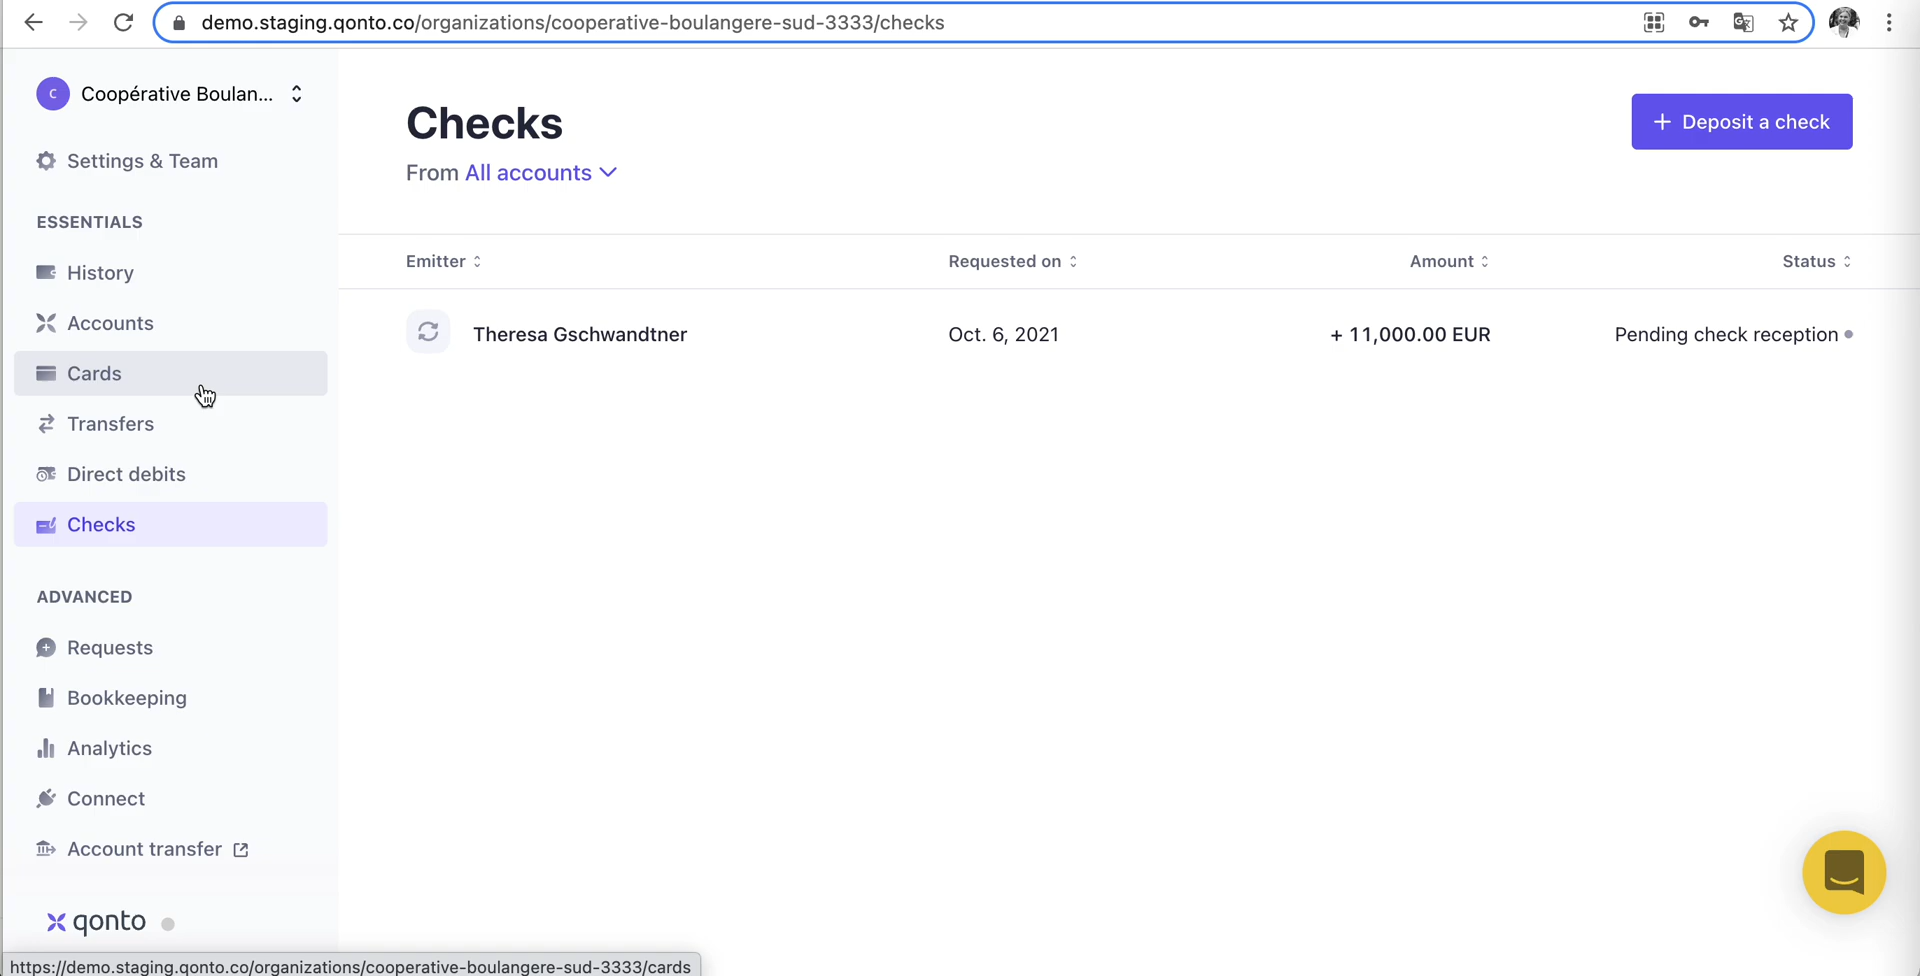 demo.staging.qonto.co/organizations/cooperative-boulangere-sud-3333/checks
C Coopérative Boulan...
Settings & Team
ESSENTIALS
History
Accounts
Cards
Transfers
Direct debits
Checks
ADVANCED
Requests
Bookkeeping
Analytics
Connect
Account transfer
qonto
Checks
+ Deposit a check
From All accounts
Emitter Requested on Amount Status
Theresa Gschwandtner Oct. 6, 2021 + 11,000.00 EUR Pending check reception
https://demo.staging.qonto.co/organizations/cooperative-boulangere-sud-3333/cards